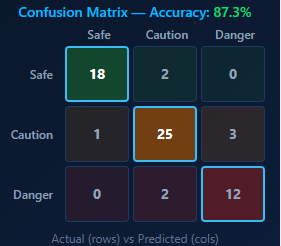 Confusion Matrix — Accuracy: 87.3%
Safe Caution Danger
Safe 18 2 0
Caution 1 25 3
Danger 0 2 12
Actual (rows) vs Predicted (cols)